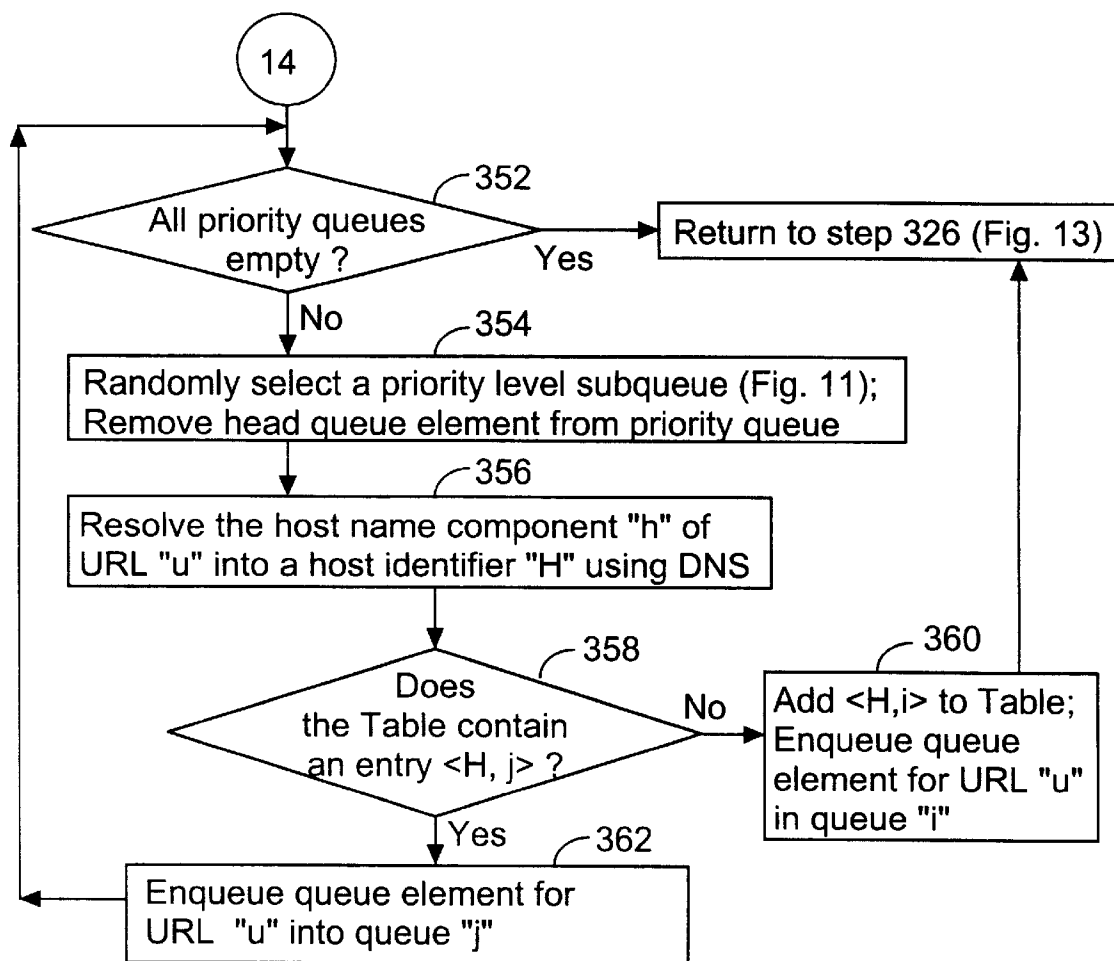 14
352
All priority queues
empty ?
Yes
Return to step 326 (Fig. 13)
No
354
Randomly select a priority level subqueue (Fig. 11);
Remove head queue element from priority queue
356
Resolve the host name component "h" of
URL "u" into a host identifier "H" using DNS
358
Does
the Table contain
an entry <H, j> ?
No
360
Add <H,i> to Table;
Enqueue queue
element for URL "u"
in queue "i"
Yes
362
Enqueue queue element for
URL "u" into queue "j"